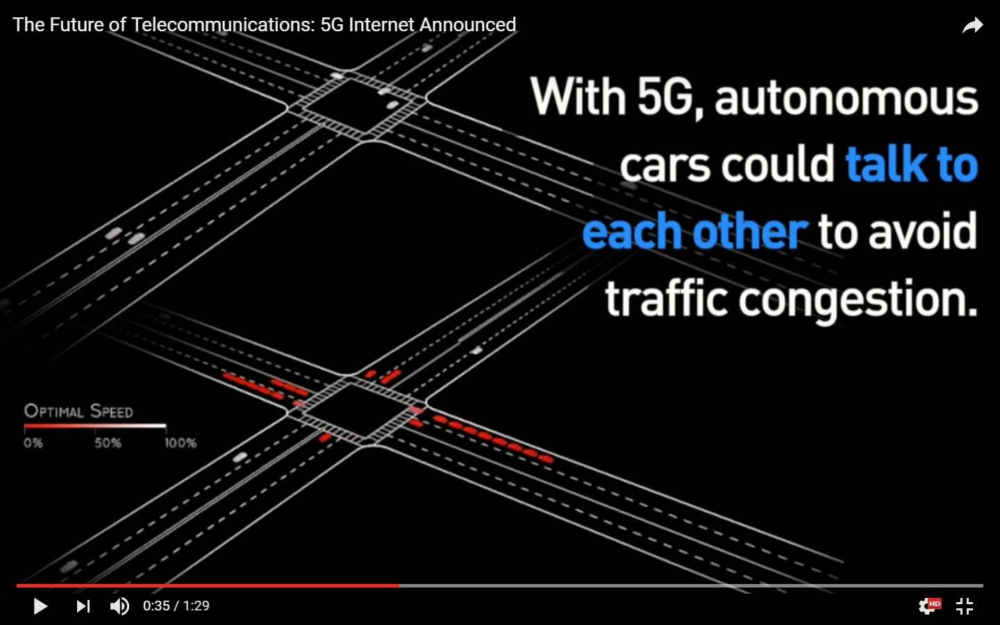 The Future of Telecommunications: 5G Internet Announced
With 5G, autonomous
cars could talk to
each other to avoid
traffic congestion.
Optimal Speed
0% 50% 100%
0:35 / 1:29
HD